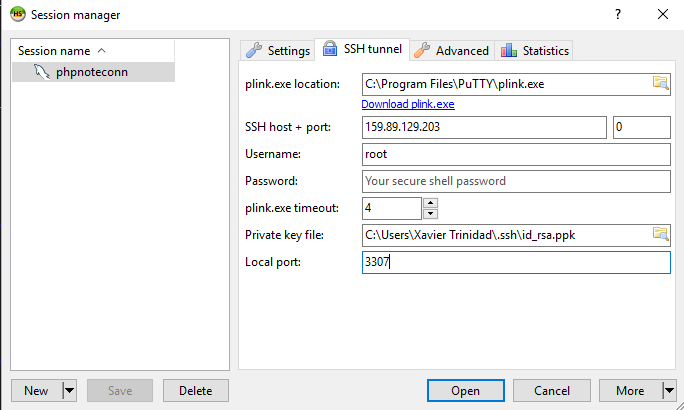 HS Session manager ?
Session name
phpnoteconn
Settings SSH tunnel Advanced Statistics
plink.exe location: C:\Program Files\PuTTY\plink.exe
Download plink.exe
SSH host + port: 159.89.129.203 0
Username: root
Password: Your secure shell password
plink.exe timeout: 4
Private key file: C:\Users\Xavier Trinidad\.ssh\id_rsa.ppk
Local port: 3307
New Save Delete Open Cancel More